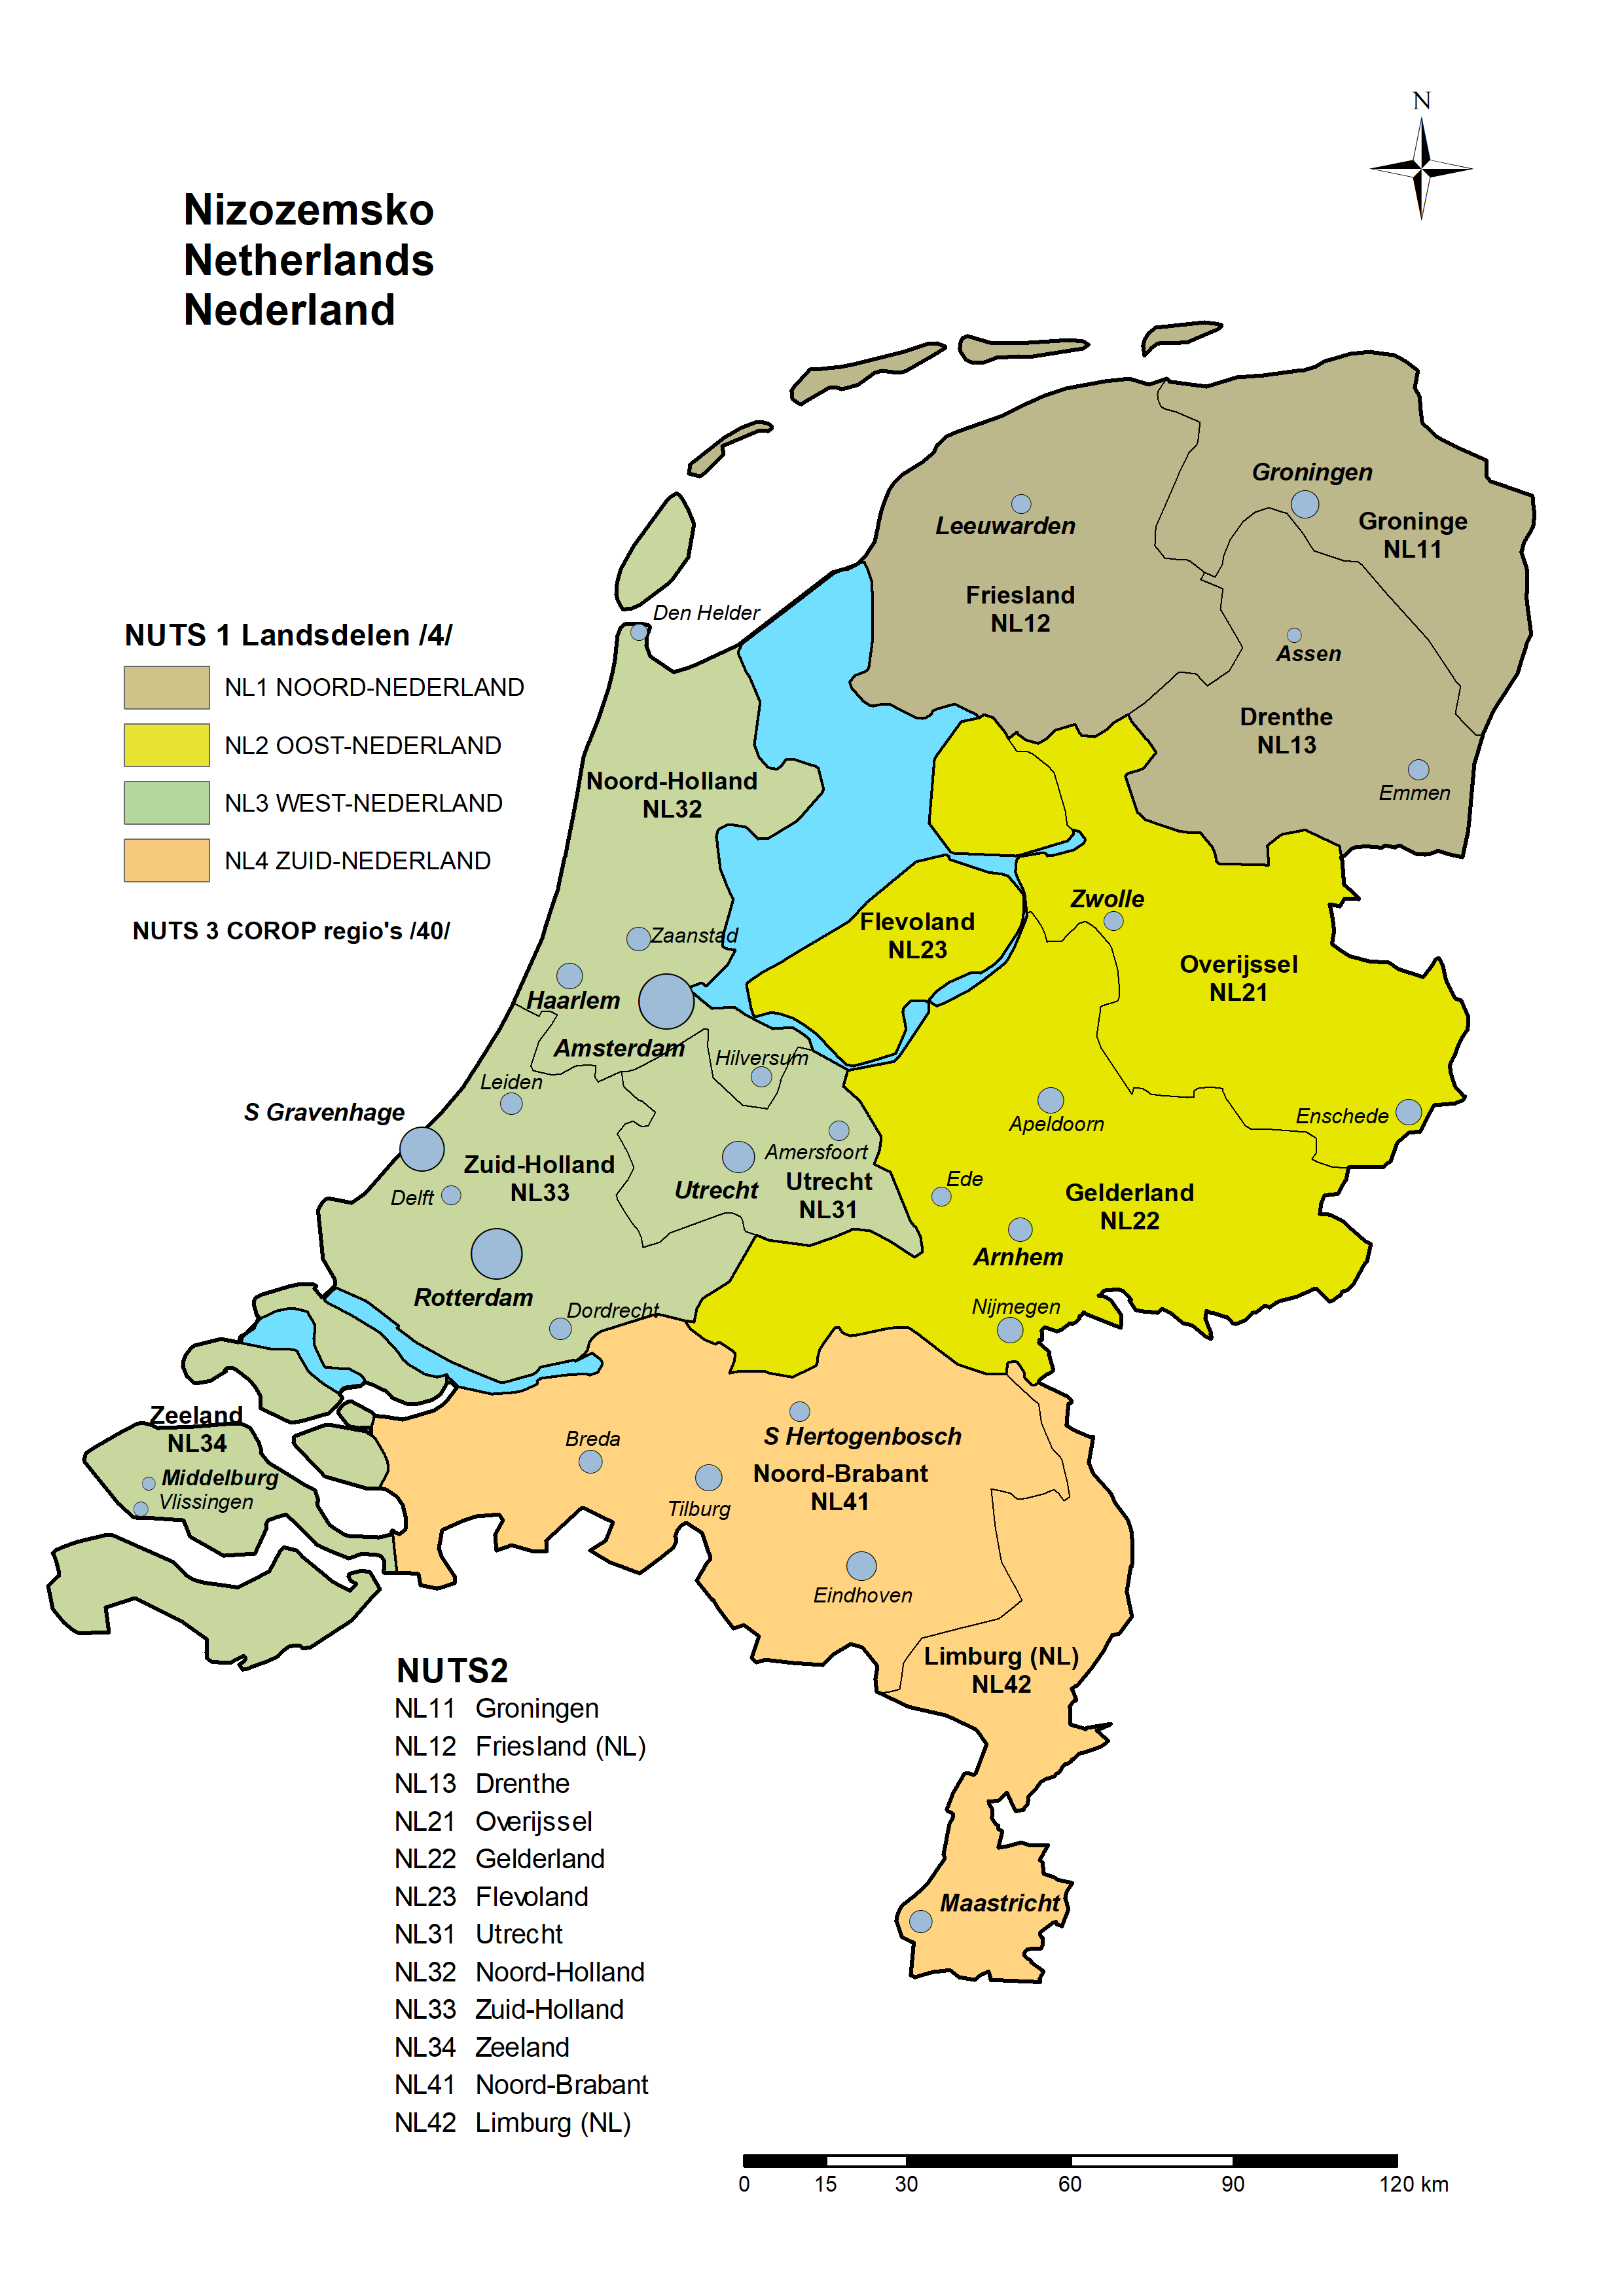 N
Nizozemsko
Netherlands
Nederland
Groningen
Leeuwarden
Groninge
NL11
Friesland
NL12
Den Helder
Assen
NUTS 1 Landsdelen /4/
NL1 NOORD-NEDERLAND
NL2 OOST-NEDERLAND
NL3 WEST-NEDERLAND
NL4 ZUID-NEDERLAND
NUTS 3 COROP regio's /40/
Drenthe
NL13
Emmen
Noord-Holland
NL32
Zwolle
Flevoland
NL23
Zaanstad
Overijssel
NL21
Haarlem
Amsterdam
Hilversum
Leiden
S Gravenhage
Apeldoorn
Enschede
Amersfoort
Zuid-Holland
NL33
Delft
Utrecht
Utrecht
NL31
Ede
Gelderland
NL22
Arnhem
Rotterdam
Dordrecht
Nijmegen
Zeeland
NL34
Middelburg
Vlissingen
Breda
S Hertogenbosch
Tilburg
Noord-Brabant
NL41
Eindhoven
Limburg (NL)
NL42
Maastricht
NUTS2
NL11 Groningen
NL12 Friesland (NL)
NL13 Drenthe
NL21 Overijssel
NL22 Gelderland
NL23 Flevoland
NL31 Utrecht
NL32 Noord-Holland
NL33 Zuid-Holland
NL34 Zeeland
NL41 Noord-Brabant
NL42 Limburg (NL)
0 15 30 60 90 120 km